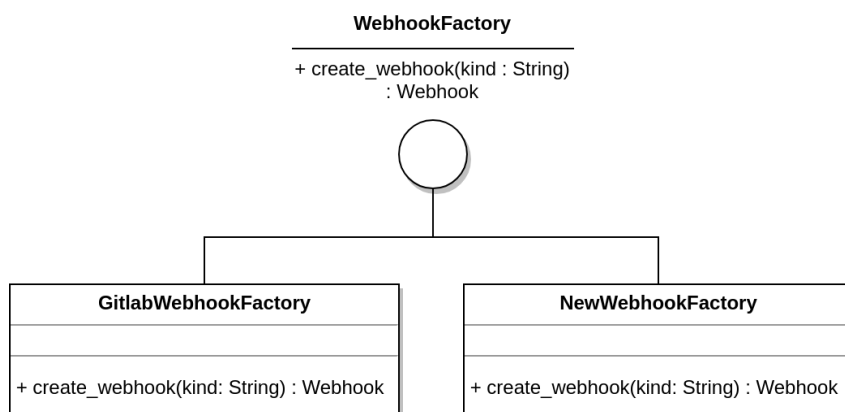 WebhookFactory
+ create_webhook(kind : String)
: Webhook
GitlabWebhookFactory
+ create_webhook(kind: String) : Webhook
NewWebhookFactory
+ create_webhook(kind: String) : Webhook